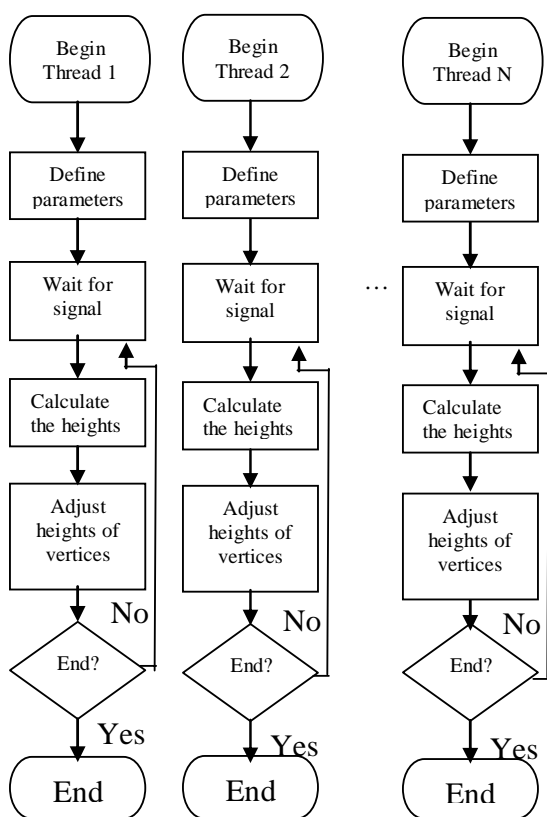 Begin
Thread 1
Define
parameters
Wait for
signal
Calculate
the heights
Adjust
heights of
vertices
No
End?
Yes
End
Begin
Thread 2
Define
parameters
Wait for
signal
Calculate
the heights
Adjust
heights of
vertices
No
End?
Yes
End
...
Begin
Thread N
Define
parameters
Wait for
signal
Calculate
the heights
Adjust
heights of
vertices
No
End?
Yes
End